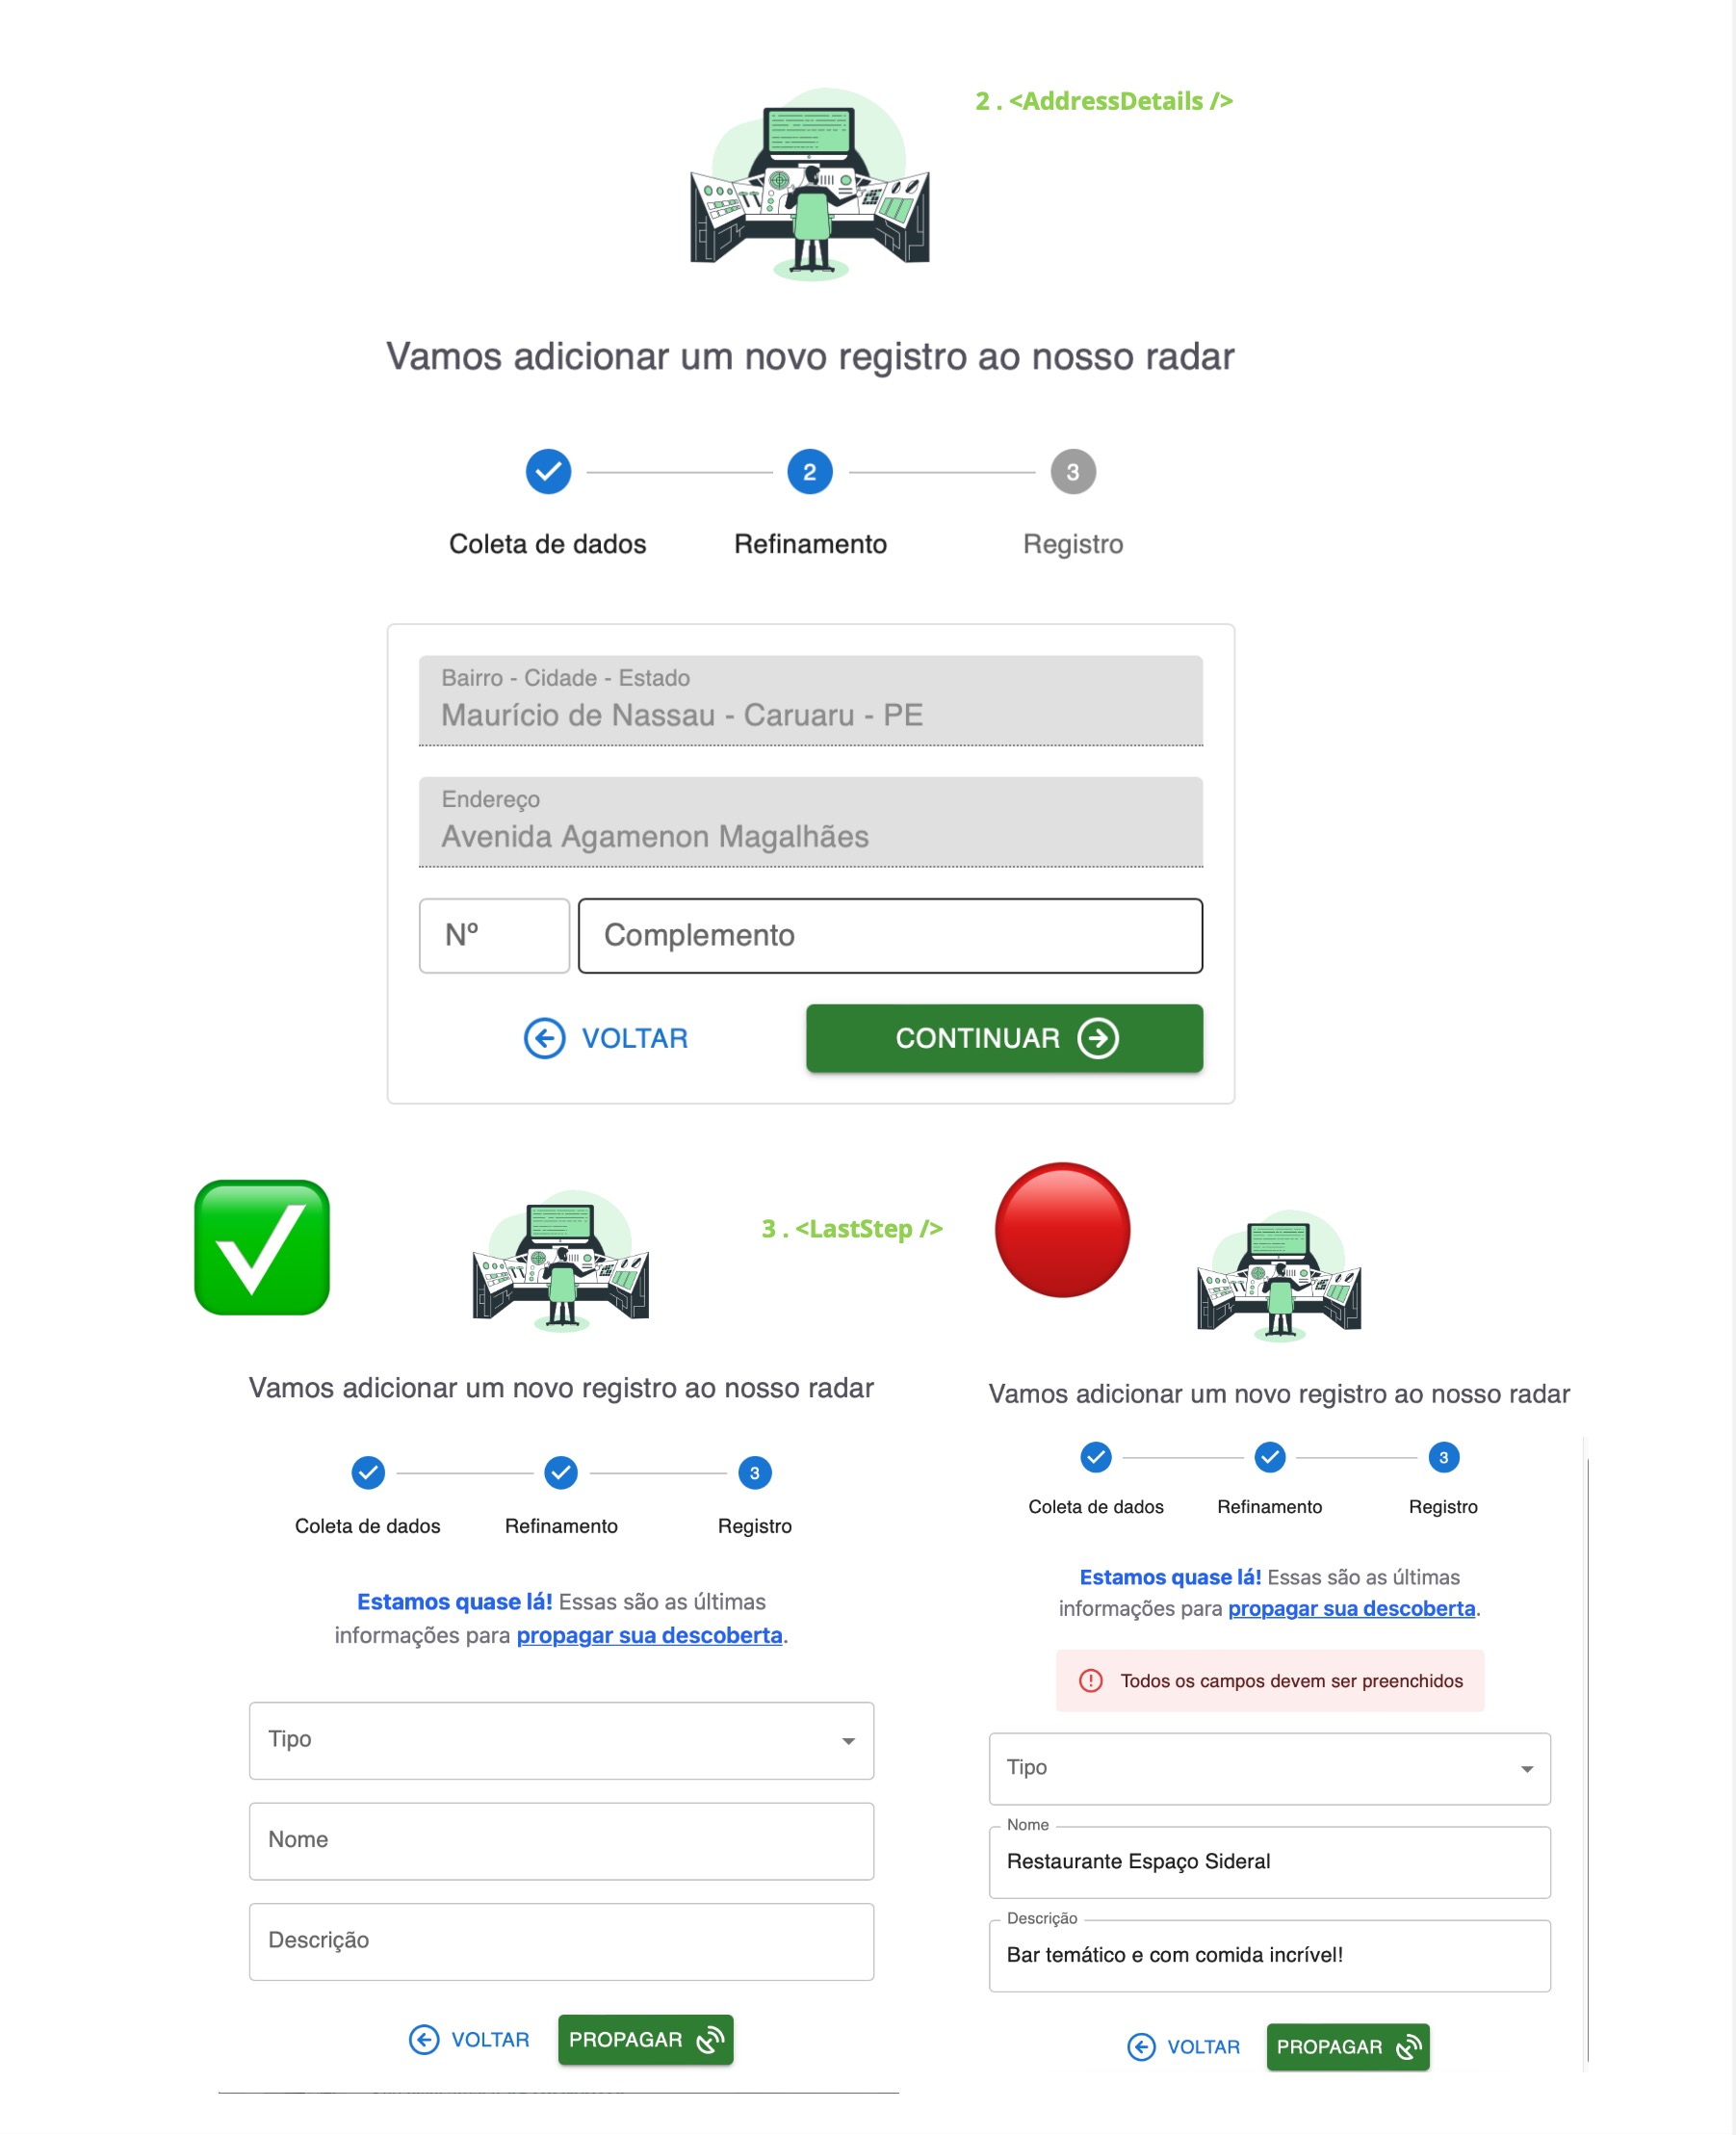 2 . <AddressDetails />
Vamos adicionar um novo registro ao nosso radar
2
3
Coleta de dados
Refinamento
Registro
Bairro - Cidade - Estado
Maurício de Nassau - Caruaru - PE
Endereço
Avenida Agamenon Magalhães
Nº
Complemento
VOLTAR
CONTINUAR
3 . <LastStep />
Vamos adicionar um novo registro ao nosso radar
3
Coleta de dados
Refinamento
Registro
Estamos quase lá! Essas são as últimas
informações para propagar sua descoberta.
Tipo
Nome
Descrição
VOLTAR
PROPAGAR
Vamos adicionar um novo registro ao nosso radar
3
Coleta de dados
Refinamento
Registro
Estamos quase lá! Essas são as últimas
informações para propagar sua descoberta.
Todos os campos devem ser preenchidos
Tipo
Nome
Restaurante Espaço Sideral
Descrição
Bar temático e com comida incrível!
VOLTAR
PROPAGAR